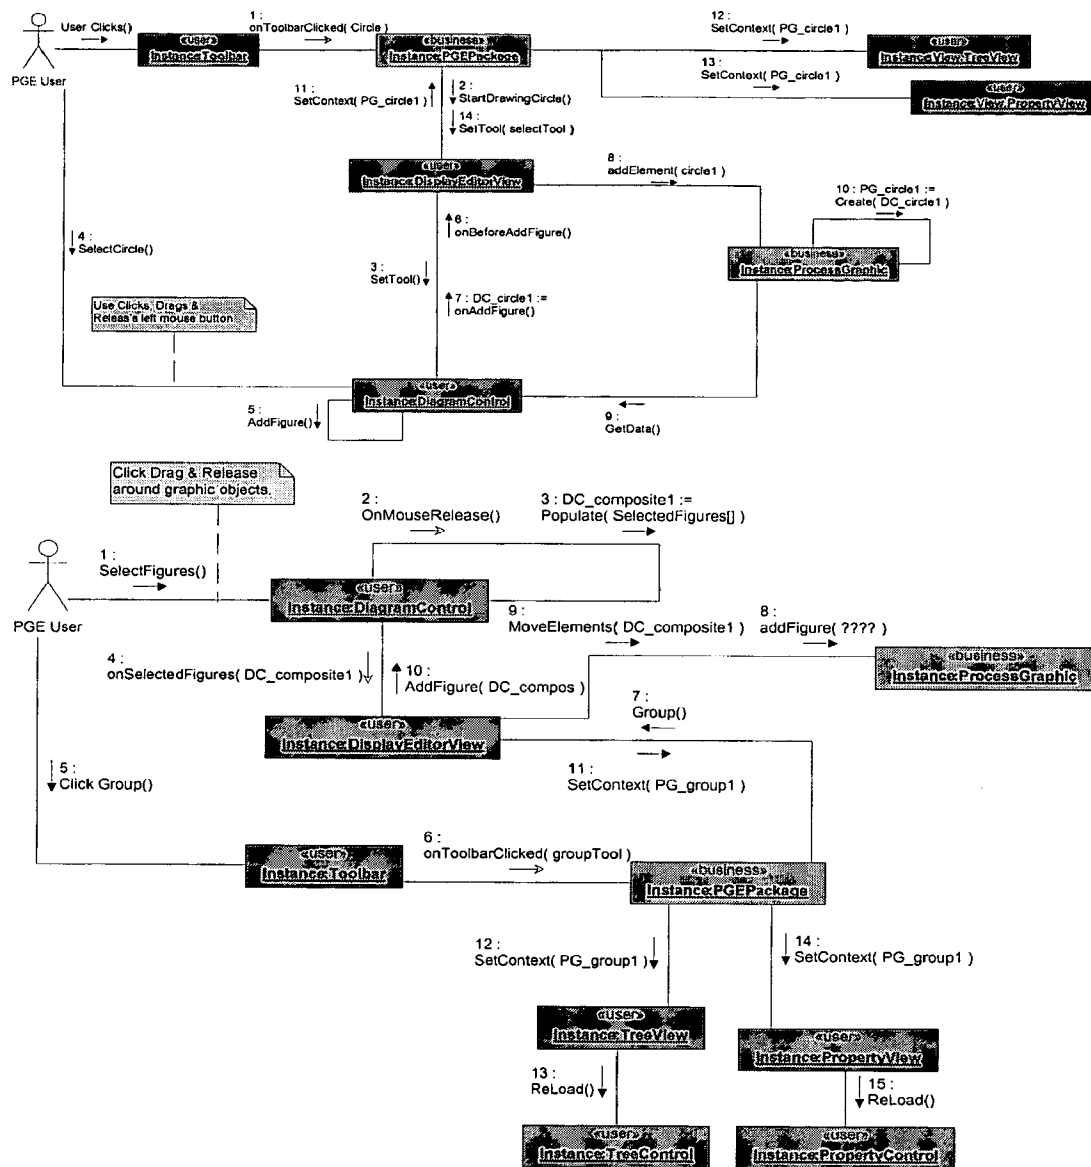 User Clicks()
1 :
onToolbarClicked( Circle )
12 :
SetContext( PG_circle1 )
«user»
Instance:Toolbar
«business»
Instance:PGEPackage
«user»
Instance:View:TreeView
PGE User
13 :
SetContext( PG_circle1 )
11 :
SetContext( PG_circle1 )
2 :
StartDrawingCircle()
«user»
Instance:View:PropertyView
14 :
SetTool( selectTool )
«user»
Instance:DisplayEditorView
8 :
addElement( circle1 )
10 : PG_circle1 :=
Create( DC_circle1 )
4 :
SelectCircle()
6 :
onBeforeAddFigure()
«business»
Instance:ProcessGraphic
3 :
SetTool()
Use Clicks, Drags &
Releas's left mouse button
7 : DC_circle1 :=
onAddFigure()
«user»
Instance:DiagramControl
5 :
AddFigure()
9 :
GetData()
Click Drag & Release
around graphic objects.
2 :
OnMouseRelease()
3 : DC_composite1 :=
Populate( SelectedFigures[] )
1 :
SelectFigures()
«user»
Instance:DiagramControl
PGE User
9 :
MoveElements( DC_composite1 )
8 :
addFigure( ???? )
4 :
onSelectedFigures( DC_composite1 )
10 :
AddFigure( DC_compos )
«business»
Instance:ProcessGraphic
7 :
Group()
«user»
Instance:DisplayEditorView
5 :
Click Group()
11 :
SetContext( PG_group1 )
6 :
onToolbarClicked( groupTool )
«user»
Instance:Toolbar
«business»
Instance:PGEPackage
12 :
SetContext( PG_group1 )
14 :
SetContext( PG_group1 )
«user»
Instance:TreeView
«user»
Instance:PropertyView
13 :
ReLoad()
15 :
ReLoad()
«user»
Instance:TreeControl
«user»
Instance:PropertyControl